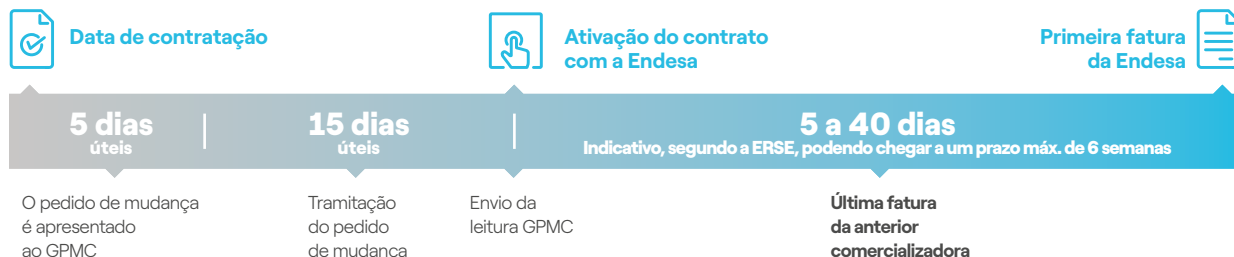 Data de contratação
Ativação do contrato
com a Endesa
Primeira fatura
da Endesa
5 dias
úteis
15 dias
úteis
5 a 40 dias
Indicativo, segundo a ERSE, podendo chegar a um prazo máx. de 6 semanas
O pedido de mudança
é apresentado
ao GPMC
Tramitação
do pedido
de mudança
Envio da
leitura GPMC
Última fatura
da anterior
comercializadora